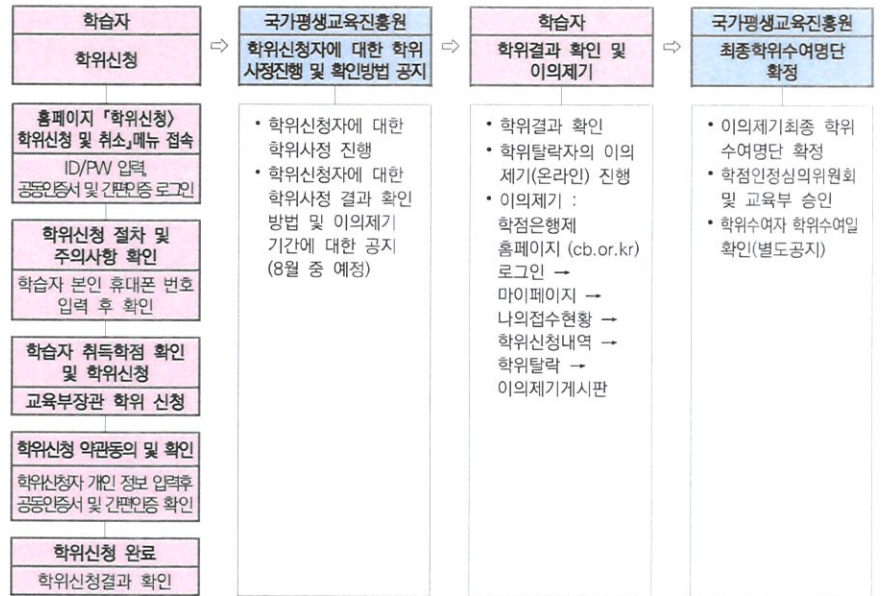 학습자
학위신청
국가평생교육진흥원
학위신청자에 대한 학위
사정진행 및 확인방법 공지
학습자
학위결과 확인 및
이의제기
국가평생교육진흥원
최종학위수여명단
확정
홈페이지 「학위신청〉
학위신청 및 취소」메뉴 접속
ID/PW 입력,
공동인증서 및 간편인증 로그인
학위신청 절차 및
주의사항 확인
학습자 본인 휴대폰 번호
입력 후 확인
학습자 취득학점 확인
및 학위신청
교육부장관 학위 신청
학위신청 약관동의 및 확인
학위신청자 개인 정보 입력후
공동인증서 및 간편인증 확인
학위신청 완료
학위신청결과 확인
• 학위신청자에 대한
학위사정 진행
• 학위신청자에 대한
학위사정 결과 확인
방법 및 이의제기
기간에 대한 공지
(8월 중 예정)
• 학위결과 확인
• 학위탈락자의 이의
제기(온라인) 진행
• 이의제기 :
학점은행제
홈페이지 (cb.or.kr)
로그인 →
마이페이지 →
나의접수현황 →
학위신청내역 →
학위탈락 →
이의제기게시판
• 이의제기최종 학위
수여명단 확정
• 학점인정심의위원회
및 교육부 승인
• 학위수여자 학위수여일
확인(별도공지)